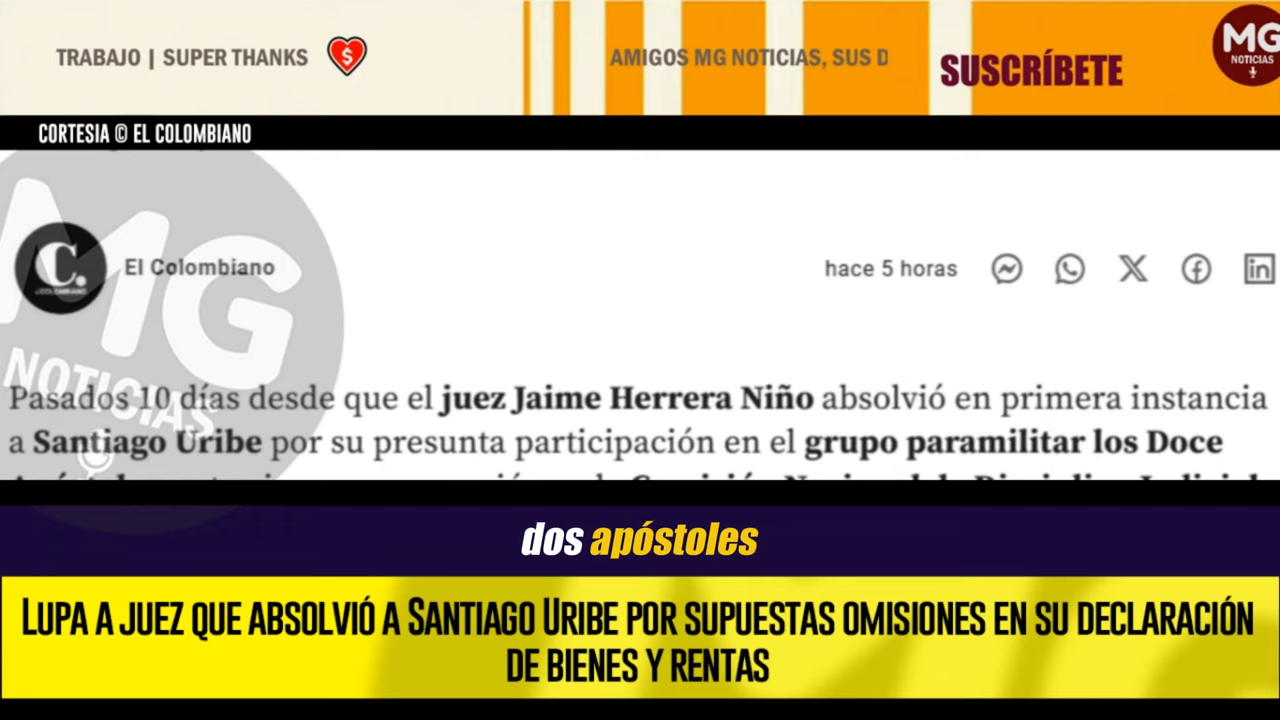 TRABAJO | SUPER THANKS
AMIGOS MG NOTICIAS, SUS D
SUSCRÍBETE
MG
NOTICIAS
CORTESIA © EL COLOMBIANO
MG
NOTICIAS
C.
El Colombiano
hace 5 horas
Pasados 10 días desde que el juez Jaime Herrera Niño absolvió en primera instancia
a Santiago Uribe por su presunta participación en el grupo paramilitar los Doce
dos apóstoles
LUPA A JUEZ QUE ABSOLVIÓ A SANTIAGO URIBE POR SUPUESTAS OMISIONES EN SU DECLARACIÓN
DE BIENES Y RENTAS